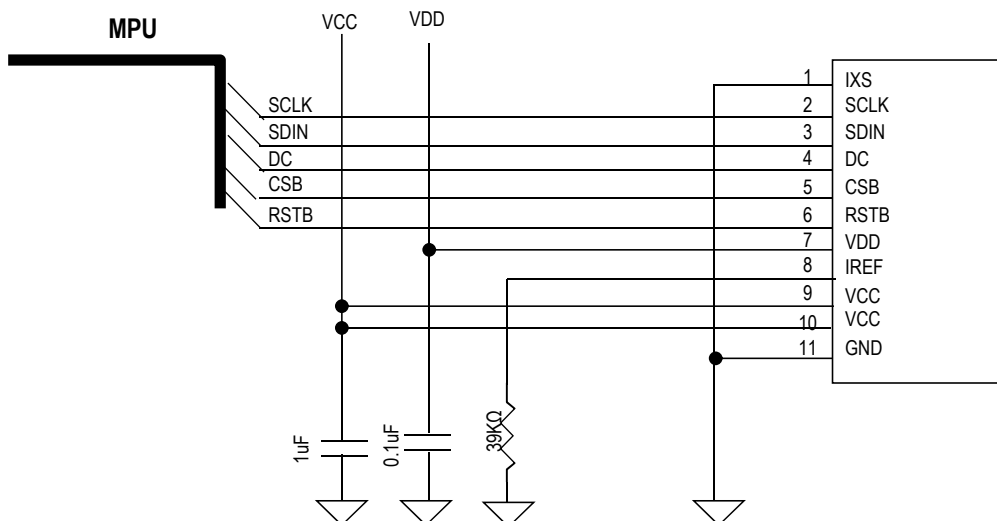 MPU
VCC
VDD
SCLK
SDIN
DC
CSB
RSTB
1 IXS
2 SCLK
3 SDIN
4 DC
5 CSB
6 RSTB
7 VDD
8 IREF
9 VCC
10 VCC
11 GND
1uF
0.1uF
39KΩ